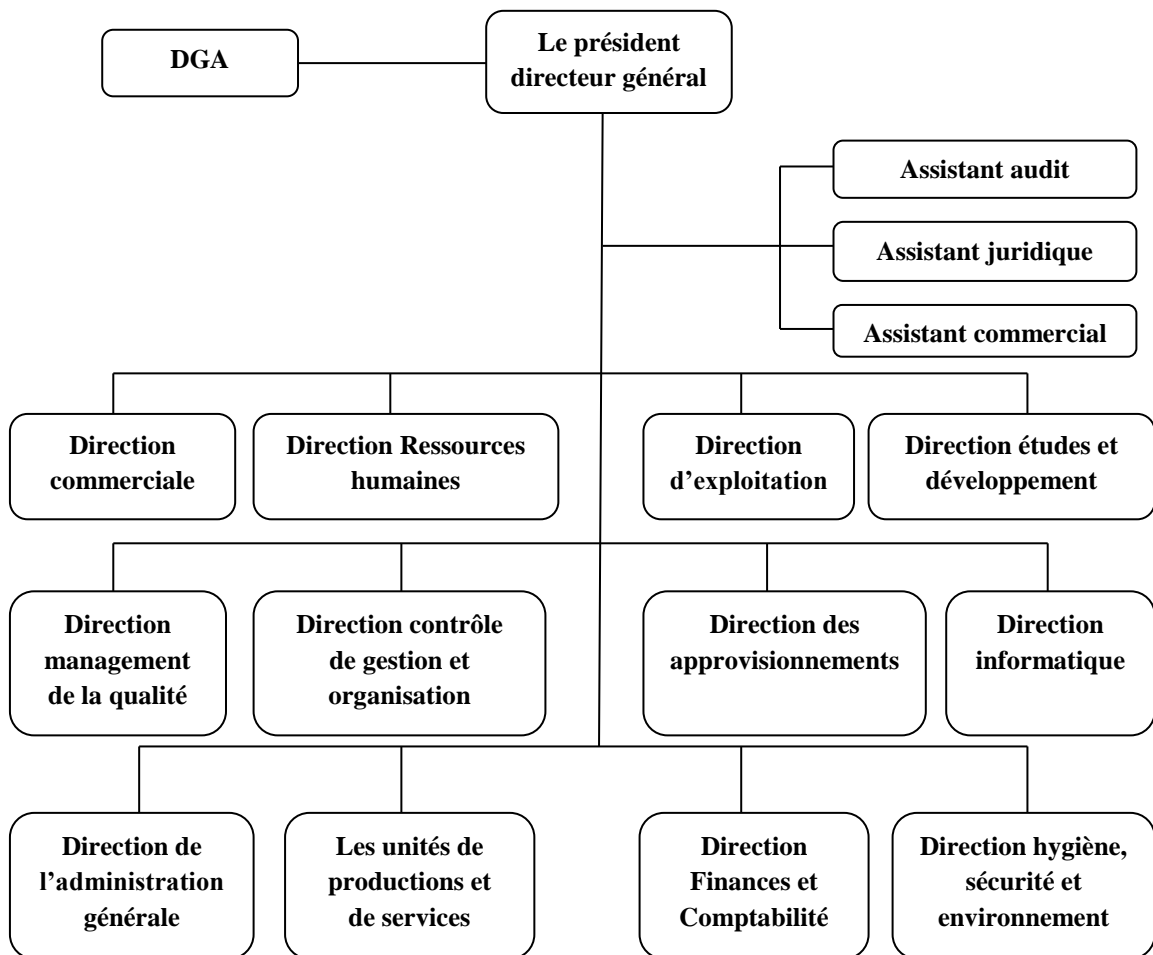 DGA
Le président
directeur général
Assistant audit
Assistant juridique
Assistant commercial
Direction
commerciale
Direction Ressources
humaines
Direction
d’exploitation
Direction études et
développement
Direction
management
de la qualité
Direction contrôle
de gestion et
organisation
Direction des
approvisionnements
Direction
informatique
Direction de
l’administration
générale
Les unités de
productions et
de services
Direction
Finances et
Comptabilité
Direction hygiène,
sécurité et
environnement